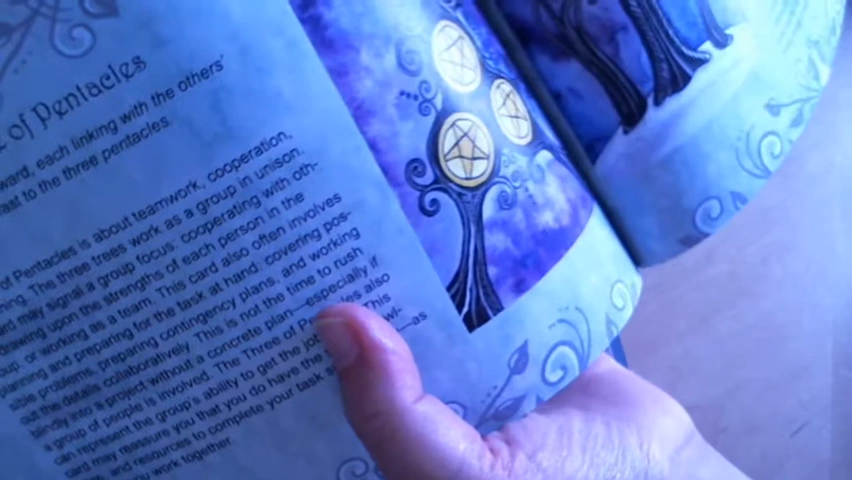 of Pentacles
ward, each linking with the others'
ast to the three pentacles.
of Pentacles is about teamwork, cooperation,
ing. The three trees work as a group in unison.
may signal a group focus: cooperating with oth-
drawing upon the strengths of each person in the
or working as a team. This card also often involves
and preparing for the task at hand: covering pos-
sible problems, preparing contingency plans, and working
out the details collaboratively. This is not the time to rush
blindly into a project without a concrete plan—especially if
a group of people is involved. The Three of also
can represent the group's ability to get the This
card may reassure you that you do have the —as
and resources to complete your task
you work together.